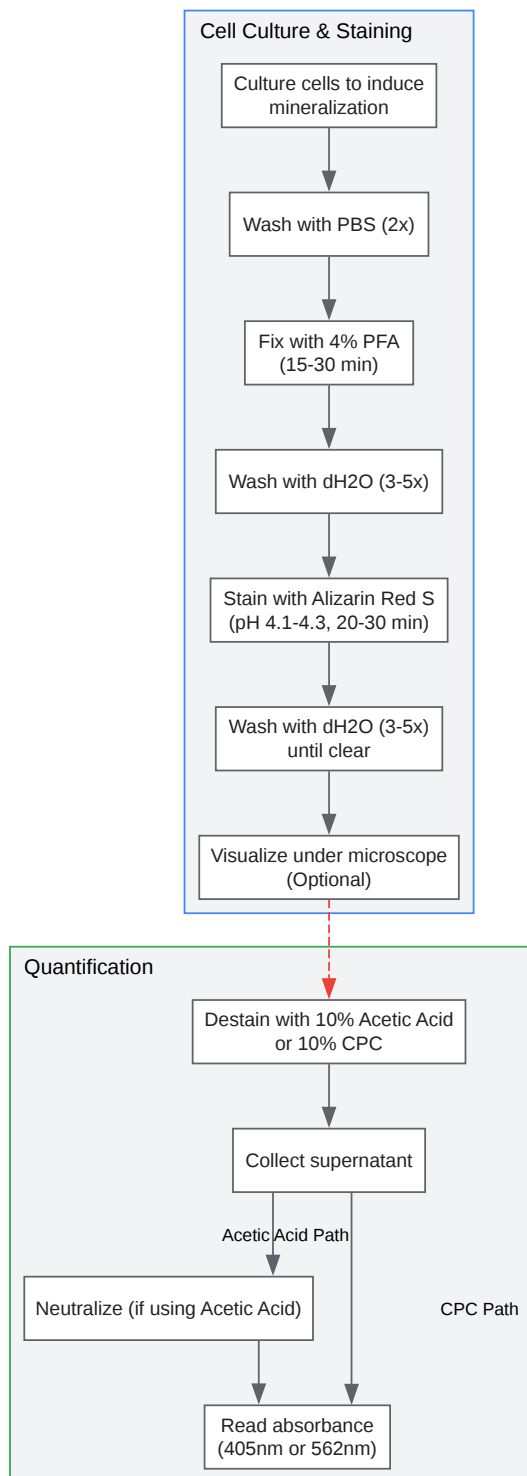 Cell Culture & Staining
Culture cells to induce
mineralization
Wash with PBS (2x)
Fix with 4% PFA
(15-30 min)
Wash with dH2O (3-5x)
Stain with Alizarin Red S
(pH 4.1-4.3, 20-30 min)
Wash with dH2O (3-5x)
until clear
Visualize under microscope
(Optional)
Quantification
Destain with 10% Acetic Acid
or 10% CPC
Collect supernatant
Acetic Acid Path
Neutralize (if using Acetic Acid)
CPC Path
Read absorbance
(405nm or 562nm)